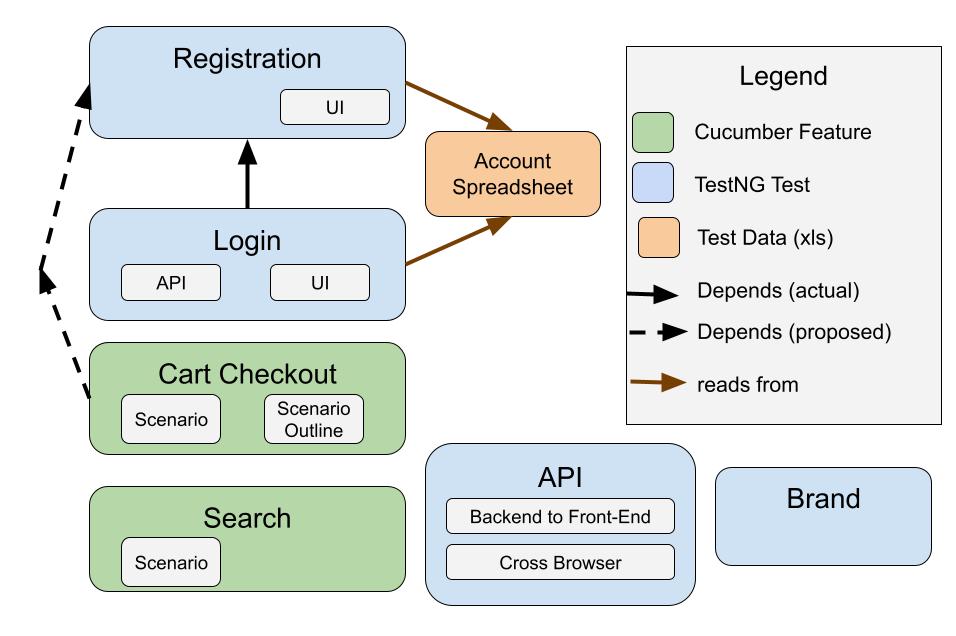 Registration
UI
Account
Spreadsheet
Login
API
UI
Cart Checkout
Scenario
Scenario
Outline
Search
Scenario
API
Backend to Front-End
Cross Browser
Brand
Legend
Cucumber Feature
TestNG Test
Test Data (xls)
Depends (actual)
Depends (proposed)
reads from